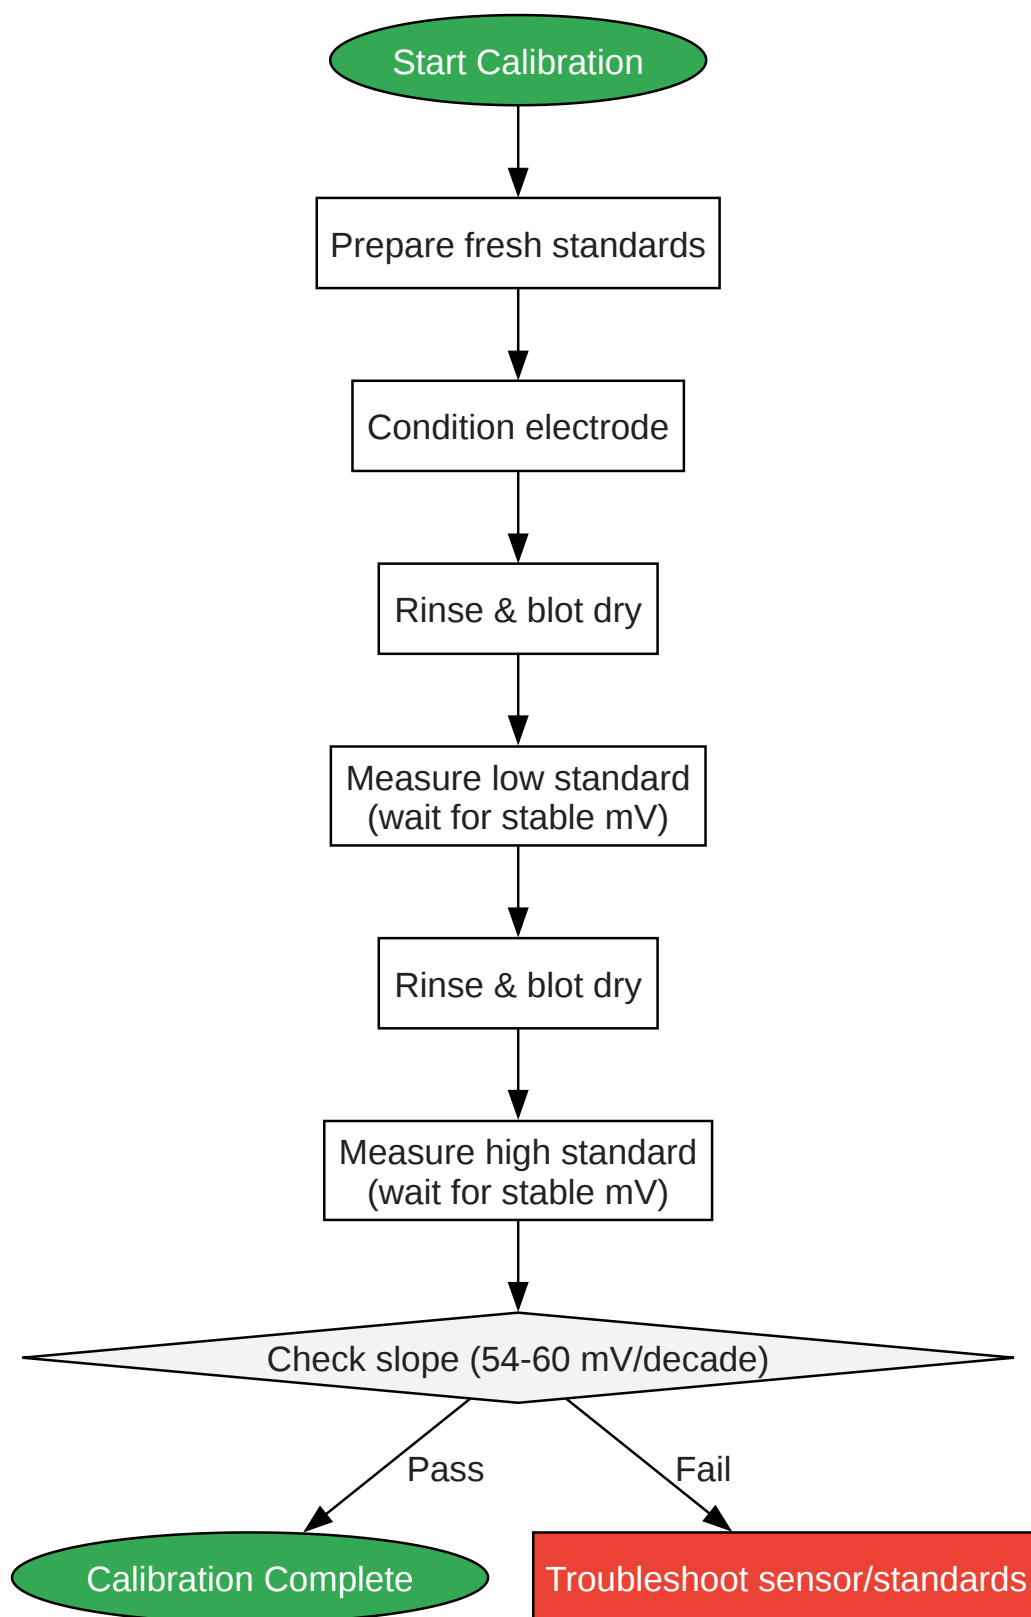 Start Calibration
Prepare fresh standards
Condition electrode
Rinse & blot dry
Measure low standard
(wait for stable mV)
Rinse & blot dry
Measure high standard
(wait for stable mV)
Check slope (54-60 mV/decade)
Pass
Fail
Calibration Complete
Troubleshoot sensor/standards